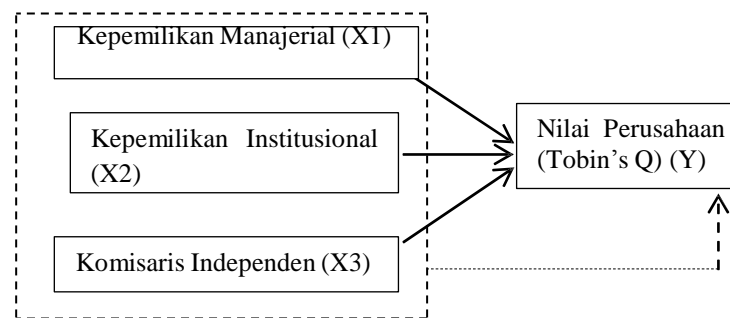 Kepemilikan Manajerial (X1)
Kepemilikan Institusional
(X2)
Nilai Perusahaan
(Tobin’s Q) (Y)
Komisaris Independen (X3)